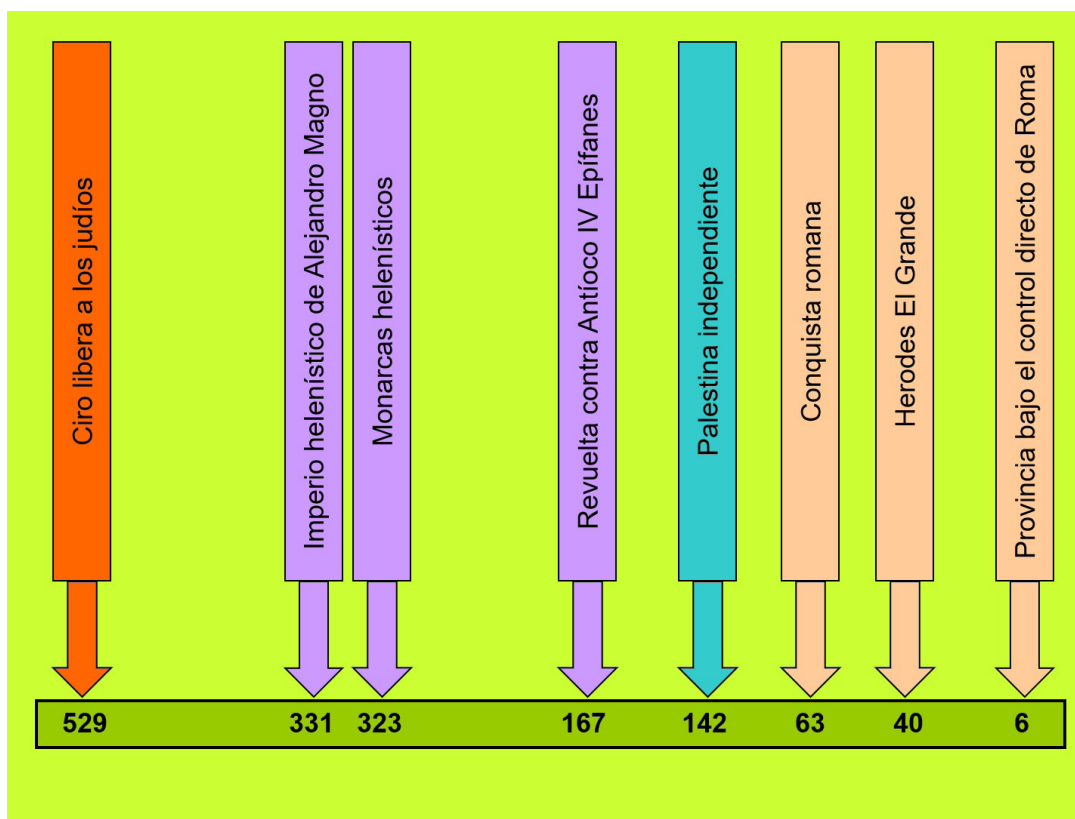 Ciro libera a los judíos
Imperio helenístico de Alejandro Magno
Monarcas helenísticos
Revuelta contra Antíoco IV Epífanes
Palestina independiente
Conquista romana
Herodes El Grande
Provincia bajo el control directo de Roma
529 331 323 167 142 63 40 6